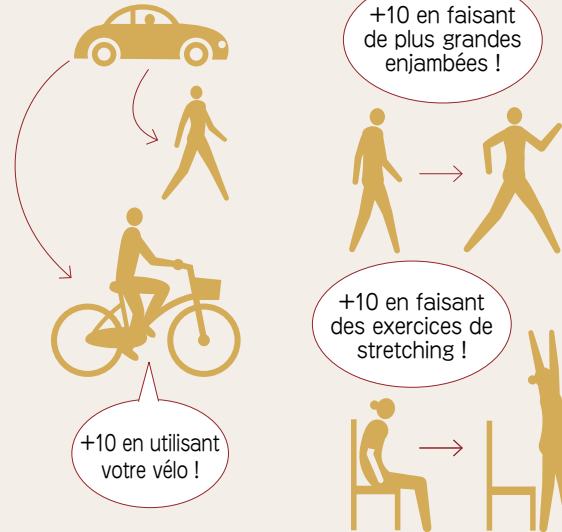 +10 en faisant
de plus grandes
enjambées !
+10 en faisant
des exercices de
stretching !
+10 en utilisant
votre vélo !